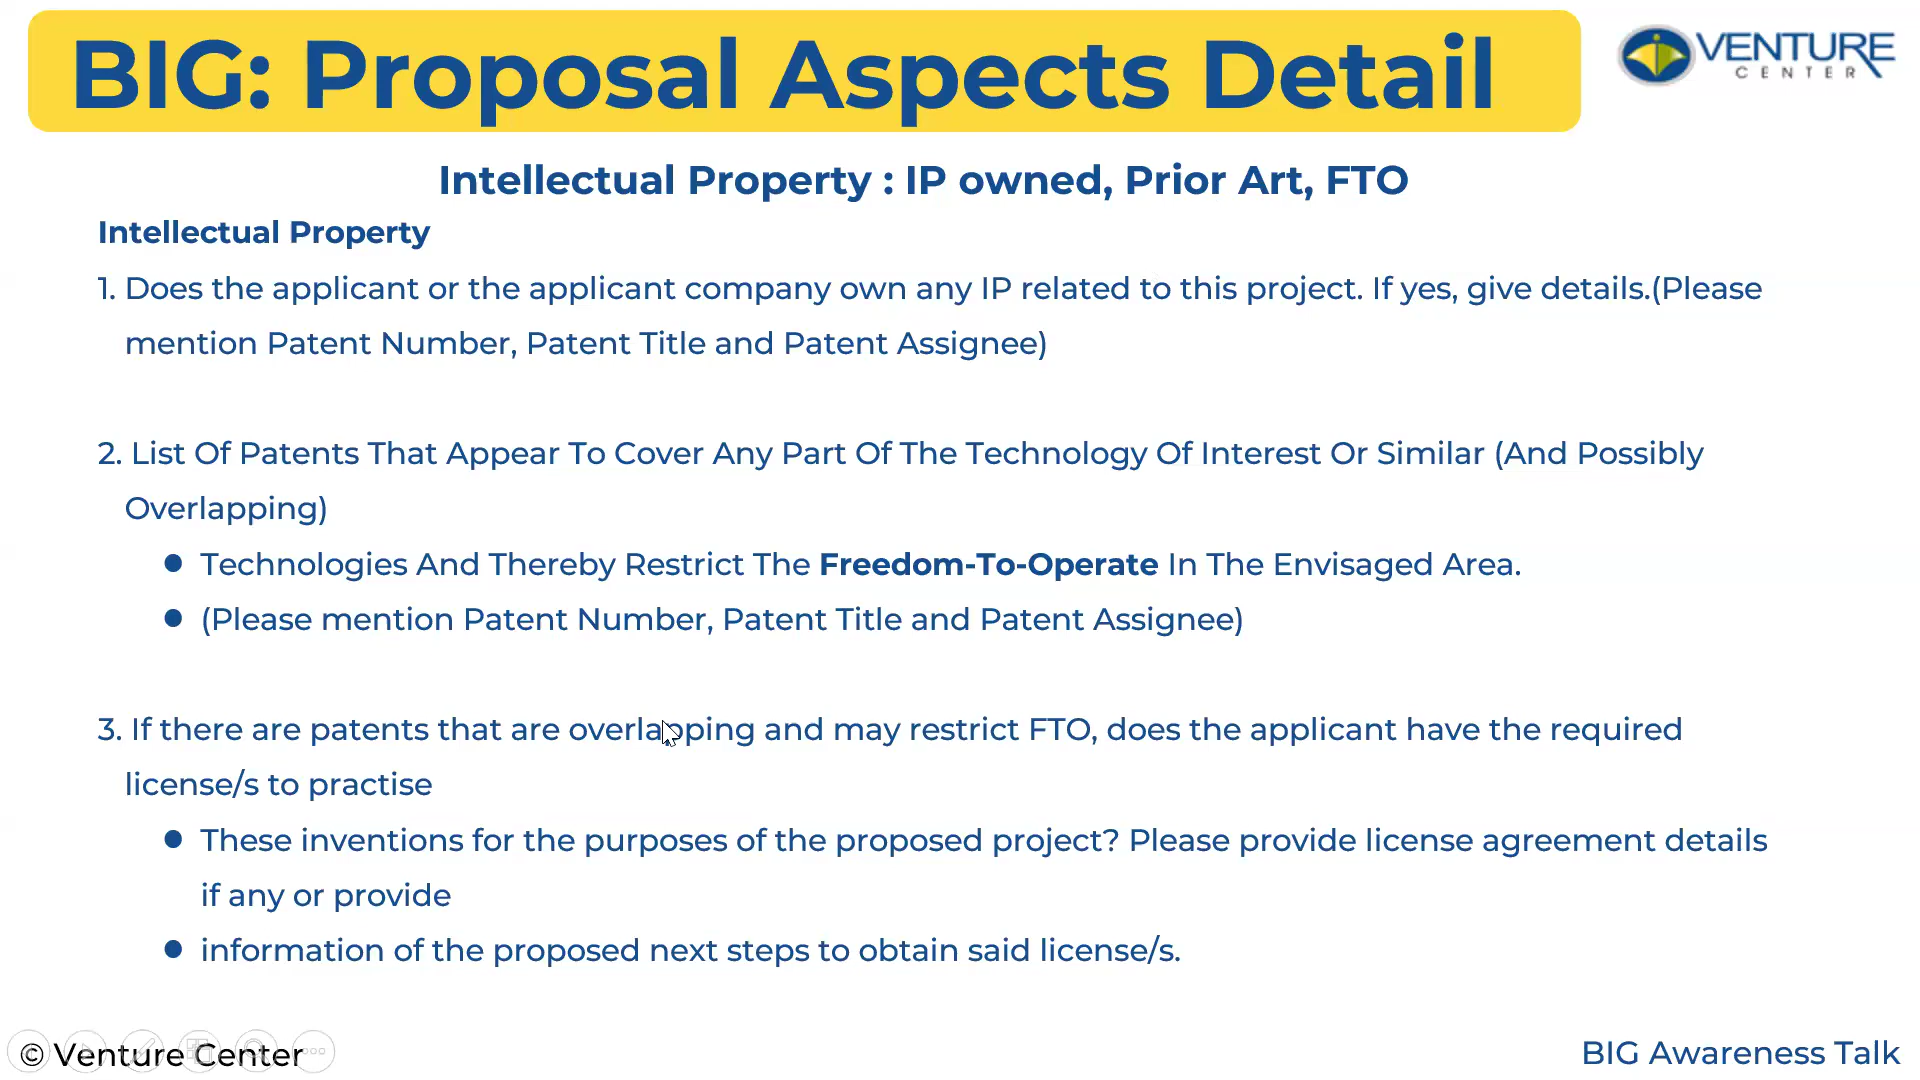 BIG: Proposal Aspects Detail
VENTURE
CENTER
Intellectual Property : IP owned, Prior Art, FTO
Intellectual Property
1. Does the applicant or the applicant company own any IP related to this project. If yes, give details.(Please
mention Patent Number, Patent Title and Patent Assignee)
2. List Of Patents That Appear To Cover Any Part Of The Technology Of Interest Or Similar (And Possibly
Overlapping)
● Technologies And Thereby Restrict The Freedom-To-Operate In The Envisaged Area.
● (Please mention Patent Number, Patent Title and Patent Assignee)
3. If there are patents that are overlapping and may restrict FTO, does the applicant have the required
license/s to practise
● These inventions for the purposes of the proposed project? Please provide license agreement details
if any or provide
● information of the proposed next steps to obtain said license/s.
© Venture Center
BIG Awareness Talk